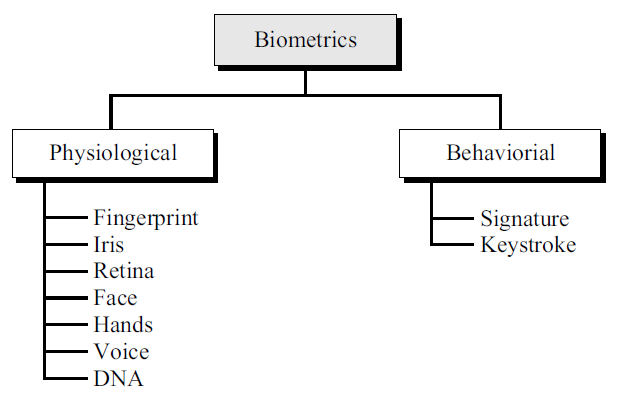 Biometrics
Physiological
Behaviorial
Fingerprint
Iris
Retina
Face
Hands
Voice
DNA
Signature
Keystroke